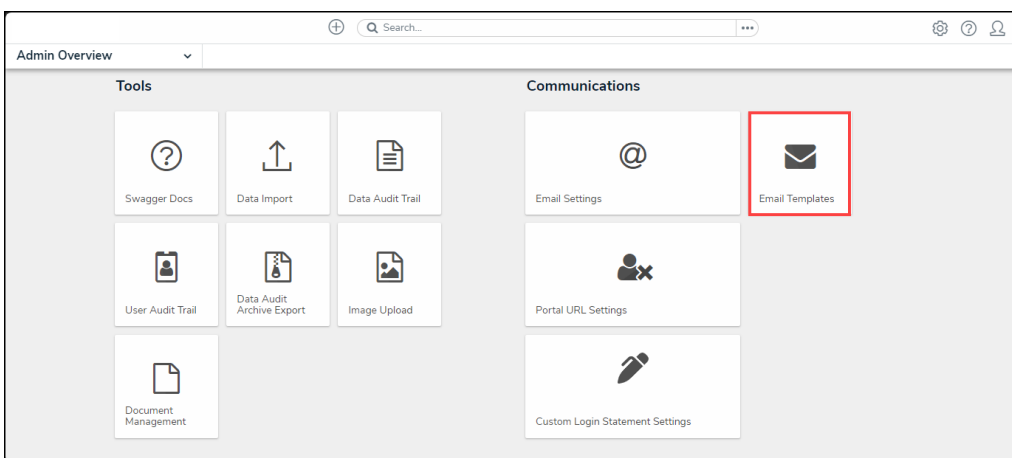 Search...
Admin Overview
Tools
Communications
Swagger Docs
Data Import
Data Audit Trail
Email Settings
Email Templates
User Audit Trail
Data Audit
Archive Export
Image Upload
Portal URL Settings
Document
Management
Custom Login Statement Settings